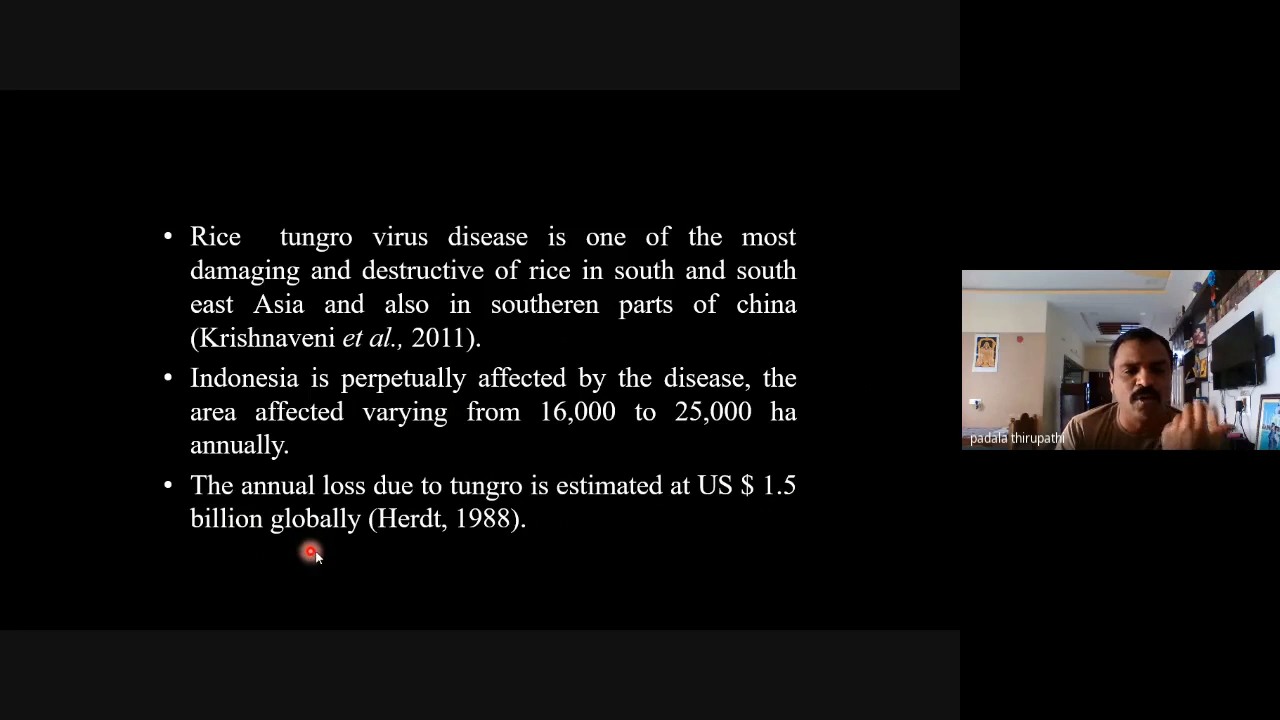 • Rice tungro virus disease is one of the most
damaging and destructive of rice in south and south
east Asia and also in southeren parts of china
(Krishnaveni et al., 2011).
• Indonesia is perpetually affected by the disease, the
area affected varying from 16,000 to 25,000 ha
annually.
• The annual loss due to tungro is estimated at US $ 1.5
billion globally (Herdt, 1988).
padala thirupathi